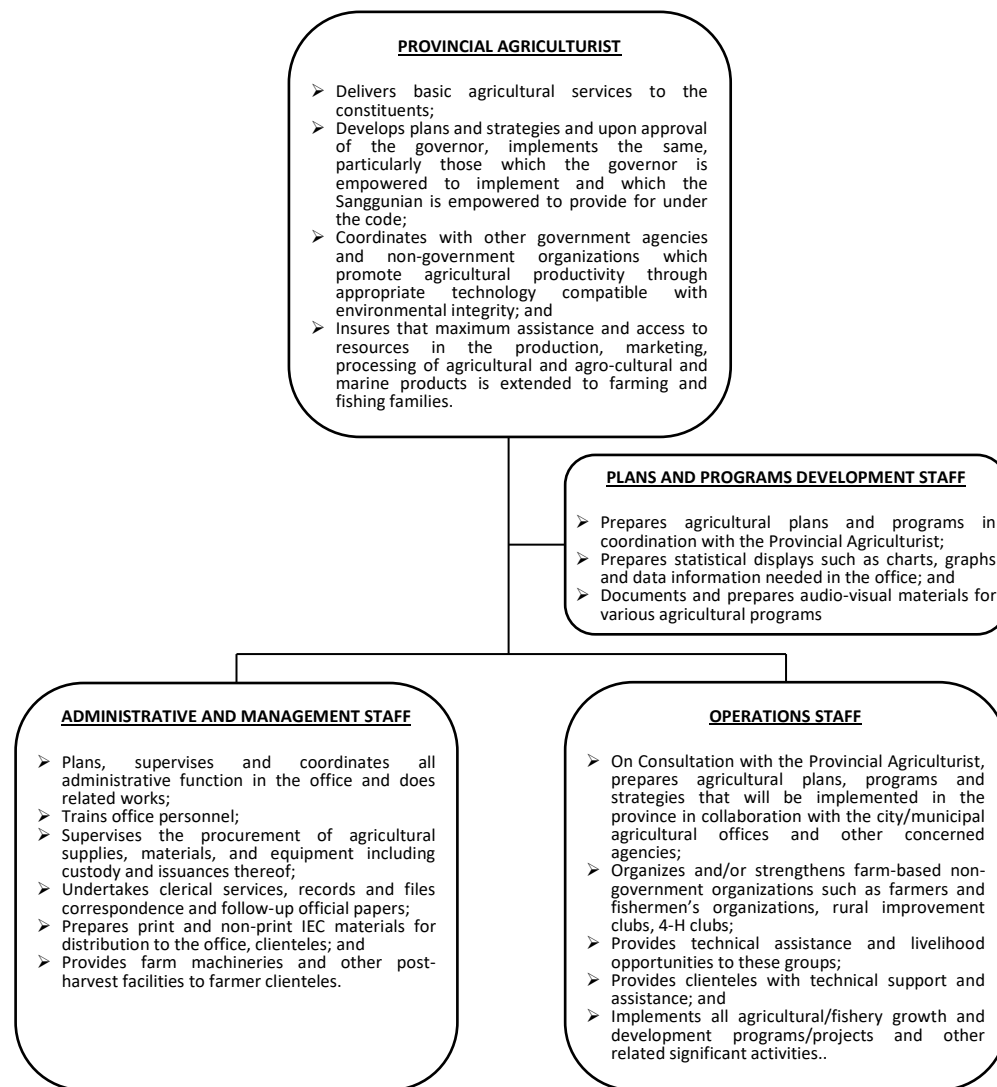 PROVINCIAL AGRICULTURIST
➢ Delivers basic agricultural services to the
constituents;
➢ Develops plans and strategies and upon approval
of the governor, implements the same,
particularly those which the governor is
empowered to implement and which the
Sanggunian is empowered to provide for under
the code;
➢ Coordinates with other government agencies
and non-government organizations which
promote agricultural productivity through
appropriate technology compatible with
environmental integrity; and
➢ Insures that maximum assistance and access to
resources in the production, marketing,
processing of agricultural and agro-cultural and
marine products is extended to farming and
fishing families.
PLANS AND PROGRAMS DEVELOPMENT STAFF
➢ Prepares agricultural plans and programs in
coordination with the Provincial Agriculturist;
➢ Prepares statistical displays such as charts, graphs
and data information needed in the office; and
➢ Documents and prepares audio-visual materials for
various agricultural programs
ADMINISTRATIVE AND MANAGEMENT STAFF
➢ Plans, supervises and coordinates all
administrative function in the office and does
related works;
➢ Trains office personnel;
➢ Supervises the procurement of agricultural
supplies, materials, and equipment including
custody and issuances thereof;
➢ Undertakes clerical services, records and files
correspondence and follow-up official papers;
➢ Prepares print and non-print IEC materials for
distribution to the office, clienteles; and
➢ Provides farm machineries and other post-
harvest facilities to farmer clienteles.
OPERATIONS STAFF
➢ On Consultation with the Provincial Agriculturist,
prepares agricultural plans, programs and
strategies that will be implemented in the
province in collaboration with the city/municipal
agricultural offices and other concerned
agencies;
➢ Organizes and/or strengthens farm-based non-
government organizations such as farmers and
fishermen's organizations, rural improvement
clubs, 4-H clubs;
➢ Provides technical assistance and livelihood
opportunities to these groups;
➢ Provides clienteles with technical support and
assistance; and
➢ Implements all agricultural/fishery growth and
development programs/projects and other
related significant activities..